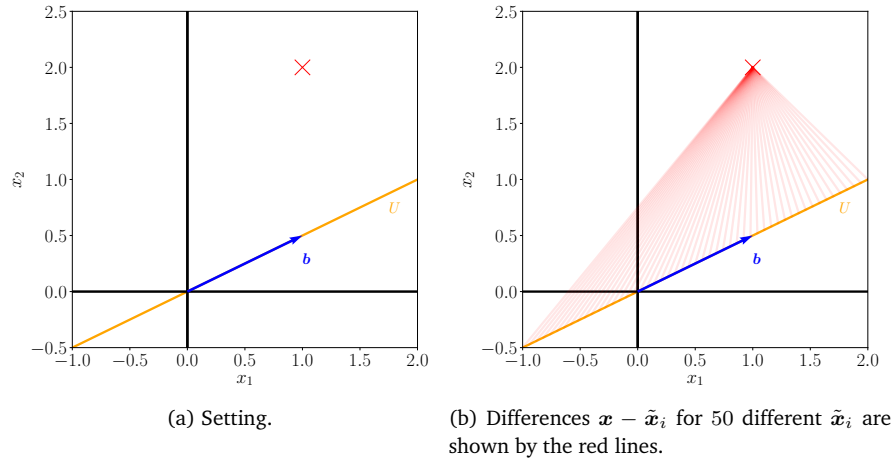 2.5
2.0
1.5
1.0
0.5
0.0
−0.5
x₂
−1.0 −0.5 0.0 0.5 1.0 1.5 2.0
x₁
U
b
(a) Setting.
2.5
2.0
1.5
1.0
0.5
0.0
−0.5
x₂
−1.0 −0.5 0.0 0.5 1.0 1.5 2.0
x₁
U
b
(b) Differences x − x̃ᵢ for 50 different x̃ᵢ are
shown by the red lines.